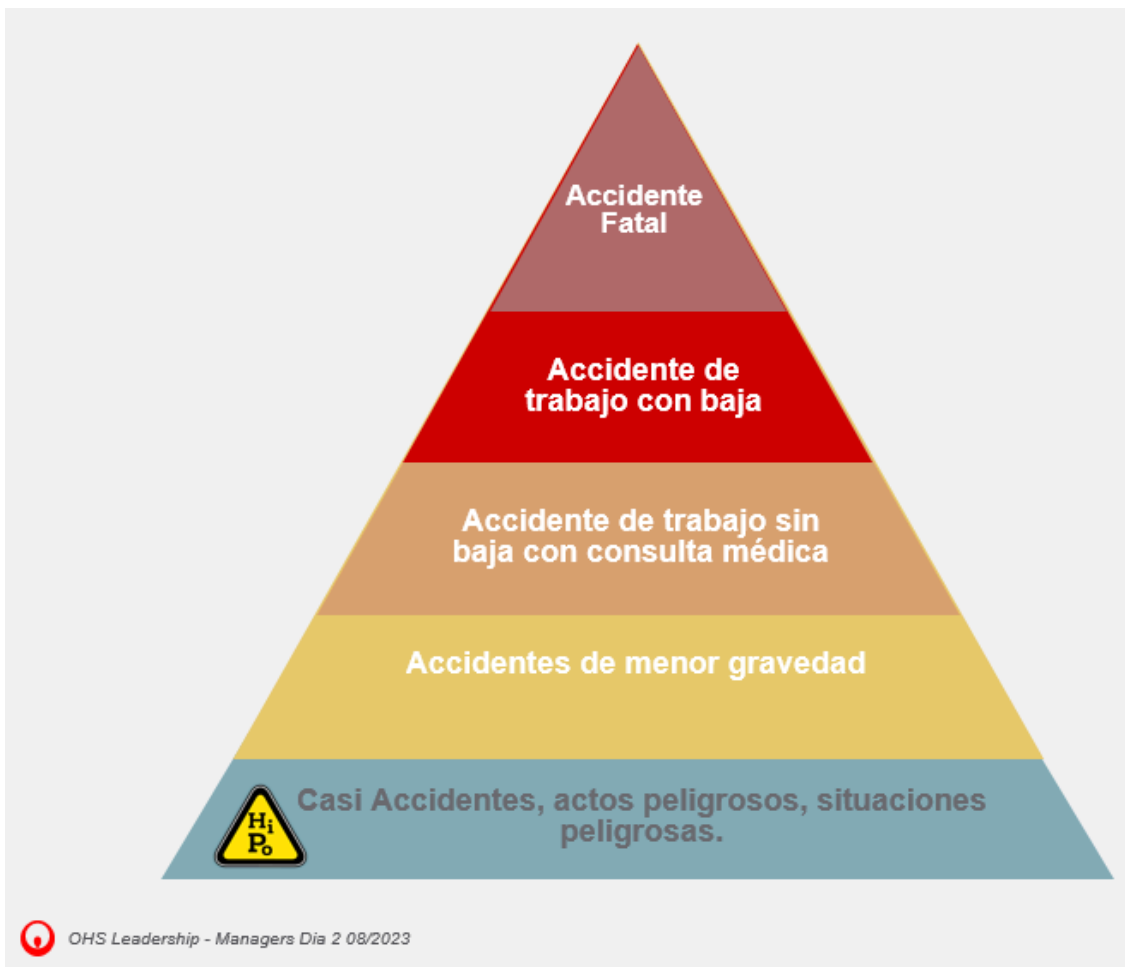 Accidente
Fatal
Accidente de
trabajo con baja
Accidente de trabajo sin
baja con consulta médica
Accidentes de menor gravedad
Casi Accidentes, actos peligrosos, situaciones
peligrosas.
Hi
Po
OHS Leadership - Managers Dia 2 08/2023